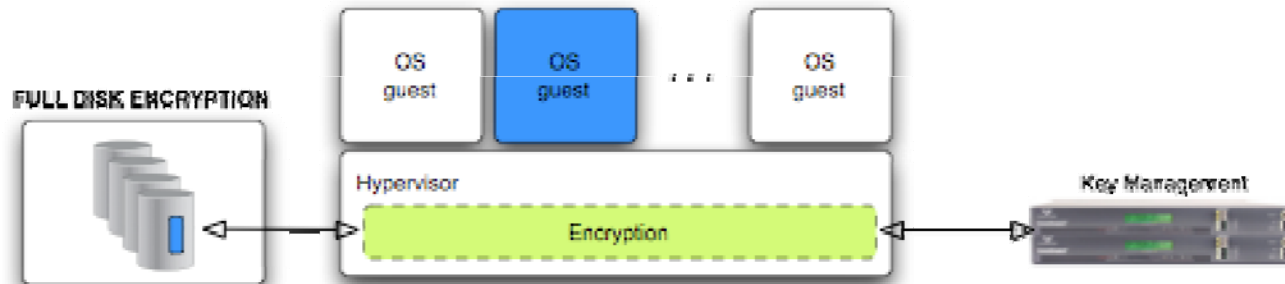 OS
guest
OS
guest
. . .
OS
guest
FULL DISK ENCRYPTION
Hypervisor
Encryption
Key Management